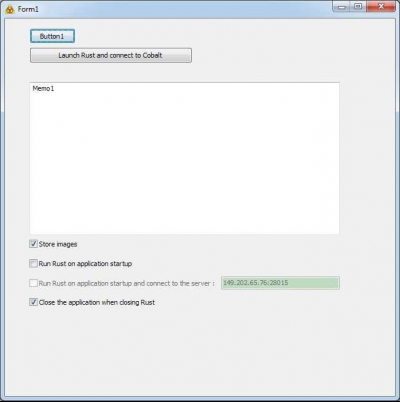 Form1
Button1
Launch Rust and connect to Cobalt
Memo1
Store images
Run Rust on application startup
Run Rust on application startup and connect to the server : 149.202.65.76:28015
Close the application when closing Rust